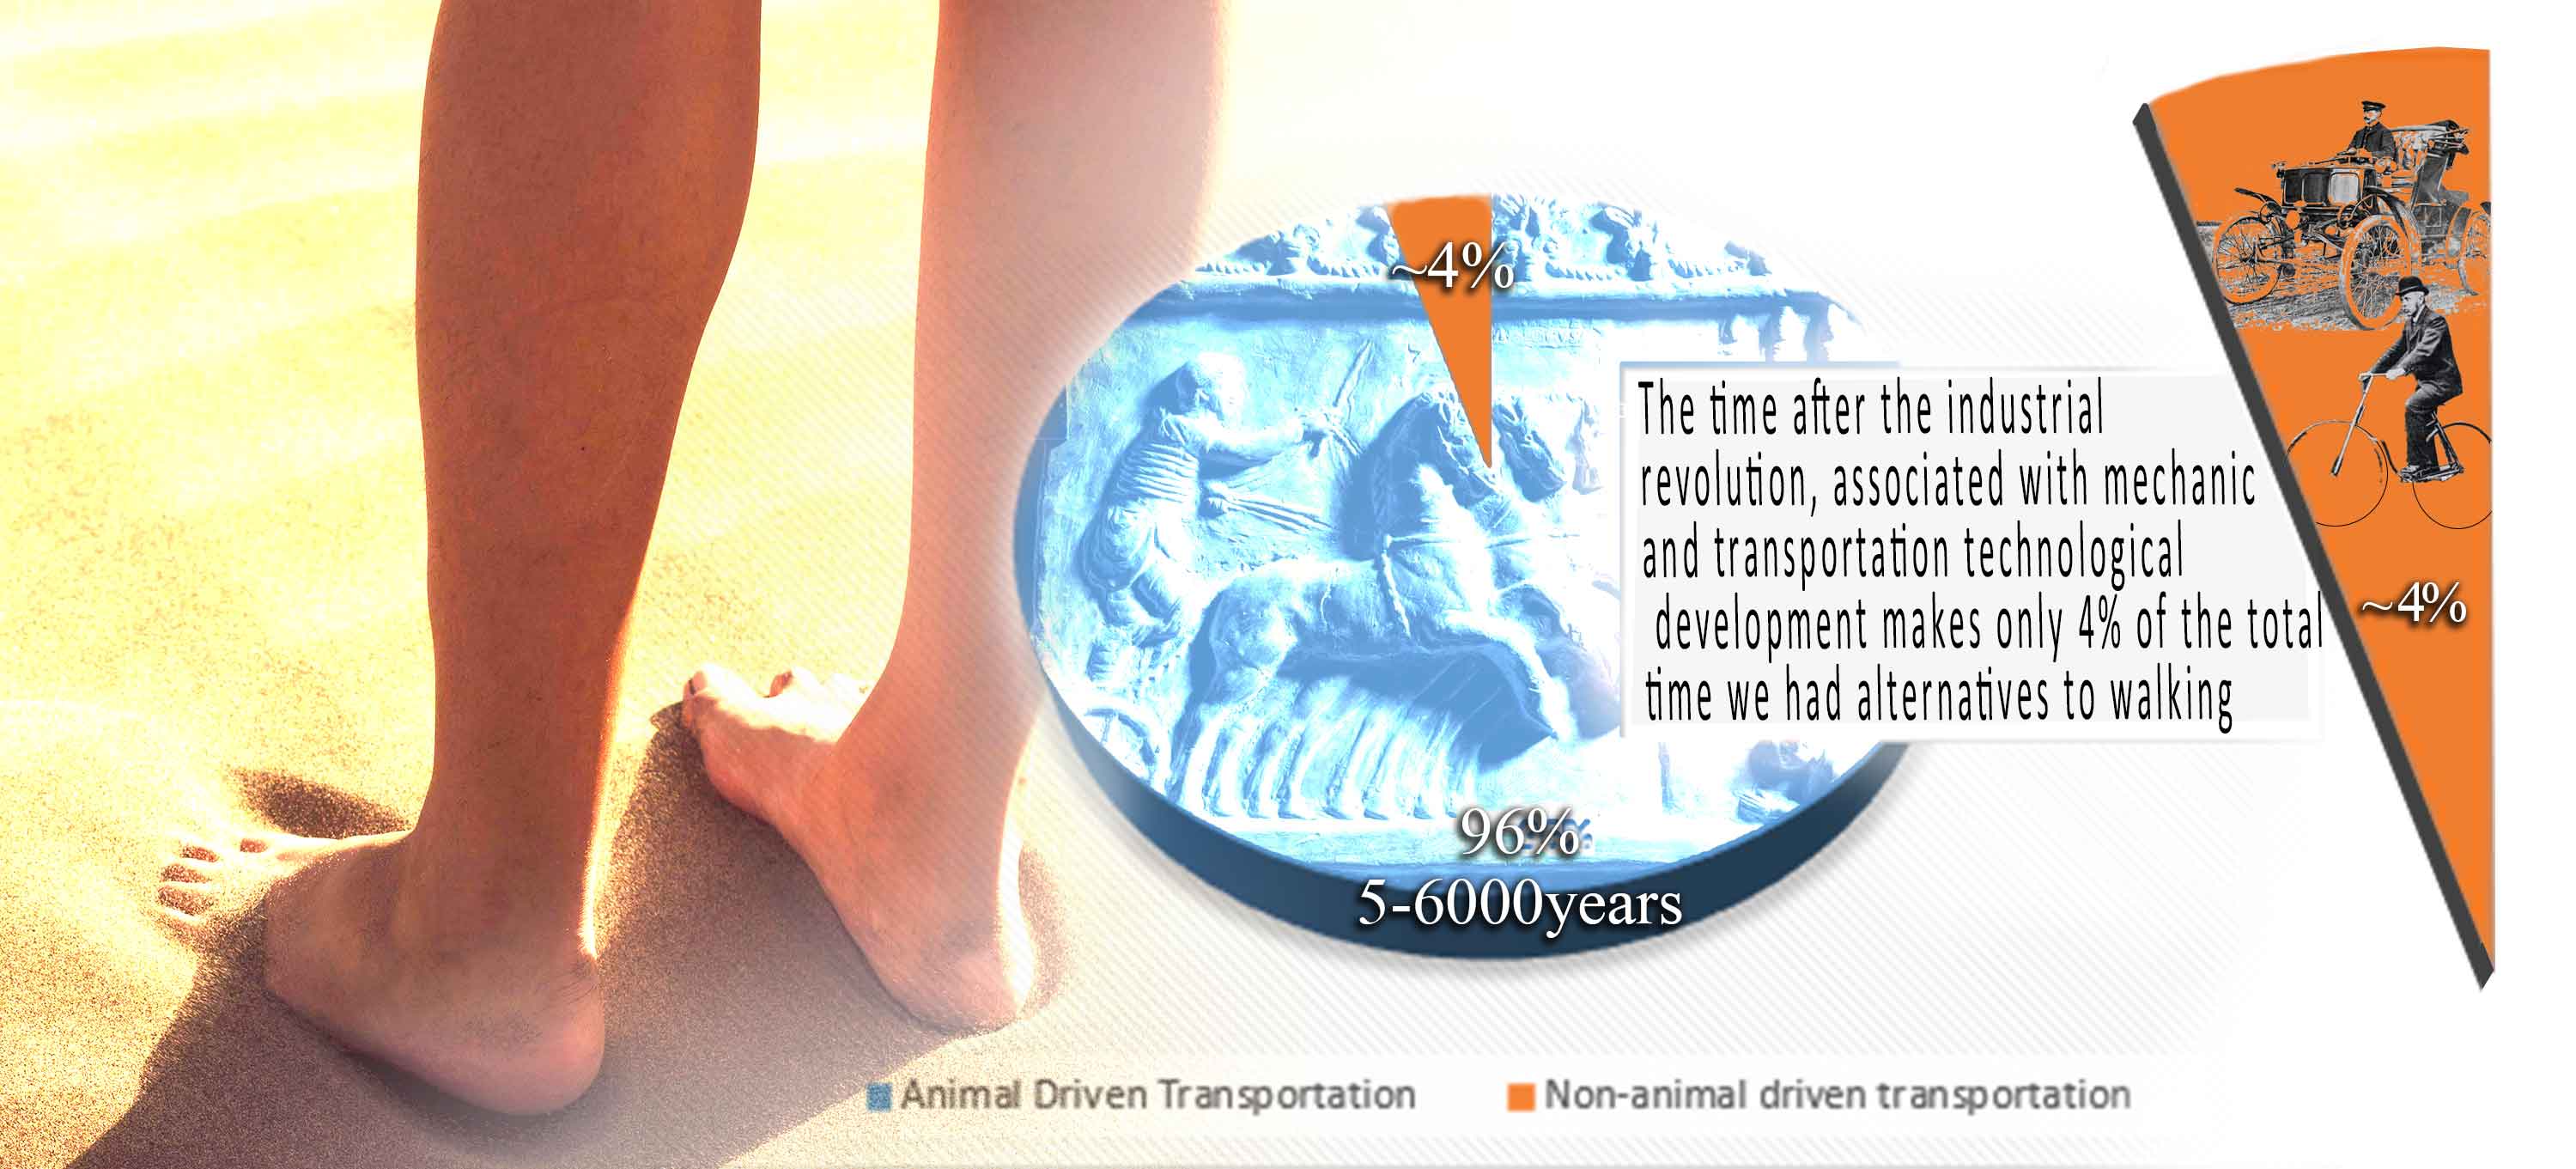 ~4%
The time after the industrial
revolution, associated with mechanic
and transportation technological
development makes only 4% of the total
time we had alternatives to walking
~4%
96%
5-6000years
Animal Driven Transportation
Non-animal driven transportation